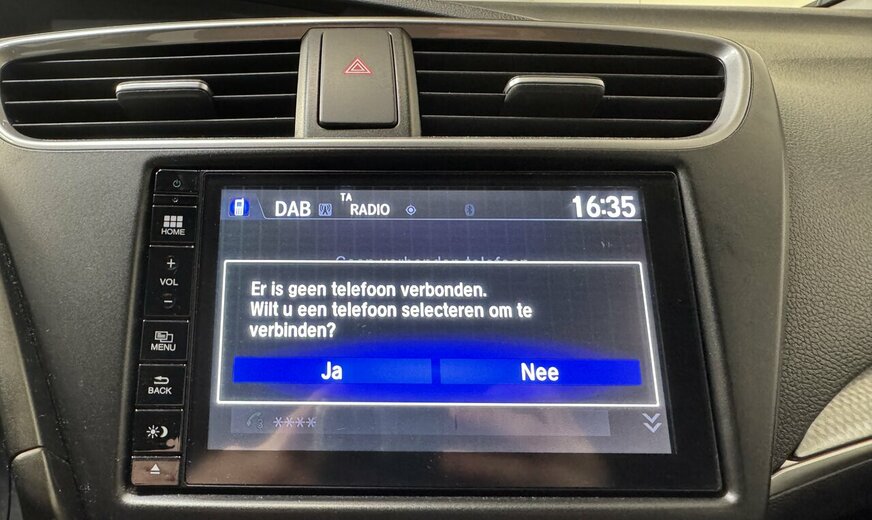 DAB TA RADIO 16:35
HOME
+
VOL
−
MENU
BACK
Er is geen telefoon verbonden.
Wilt u een telefoon selecteren om te
verbinden?
Ja Nee
****